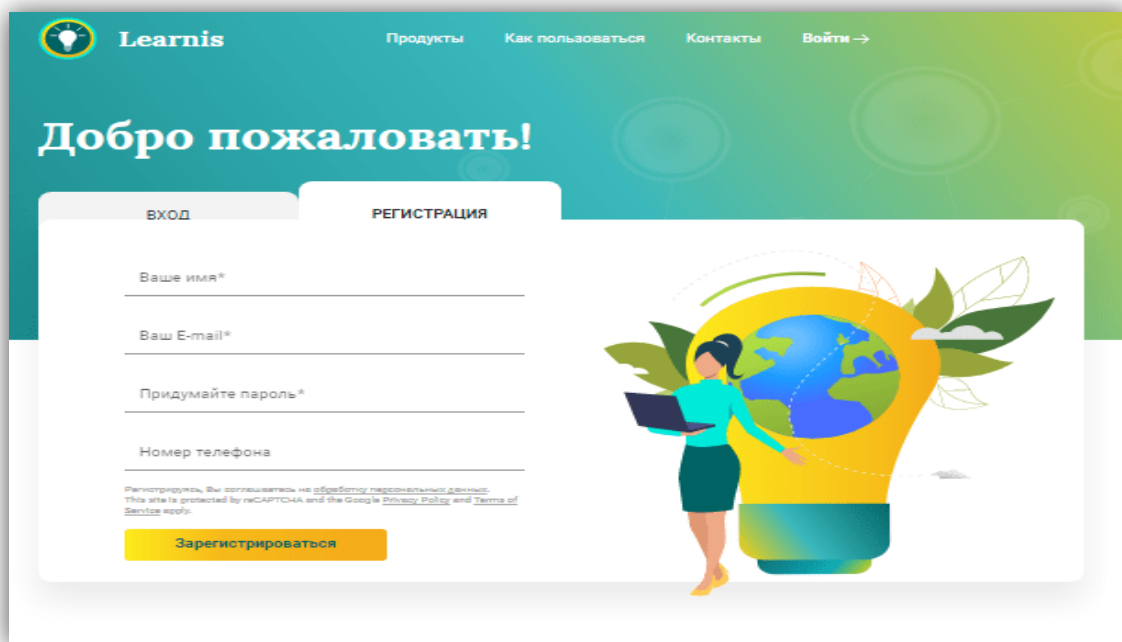 Learnis
Продукты
Как пользоваться
Контакты
Войти →
Добро пожаловать!
ВХОД
РЕГИСТРАЦИЯ
Ваше имя*
Ваш E-mail*
Придумайте пароль*
Номер телефона
Регистрируясь, Вы соглашаетесь на обработку персональных данных.
This site is protected by reCAPTCHA and the Google Privacy Policy and Terms of
Service apply.
Зарегистрироваться